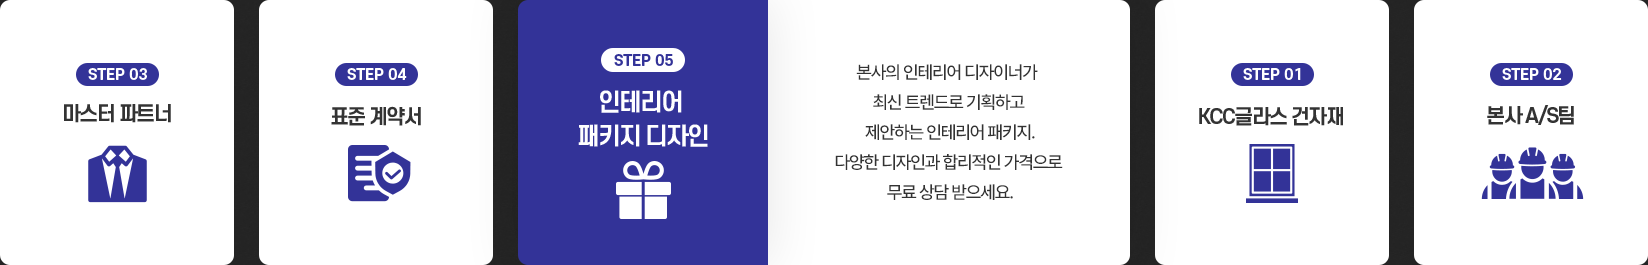 STEP 03
마스터 파트너
STEP 04
표준 계약서
STEP 05
인테리어
패키지 디자인
본사의 인테리어 디자이너가
최신 트렌드로 기획하고
제안하는 인테리어 패키지.
다양한 디자인과 합리적인 가격으로
무료 상담 받으세요.
STEP 01
KCC글라스 건자재
STEP 02
본사 A/S팀